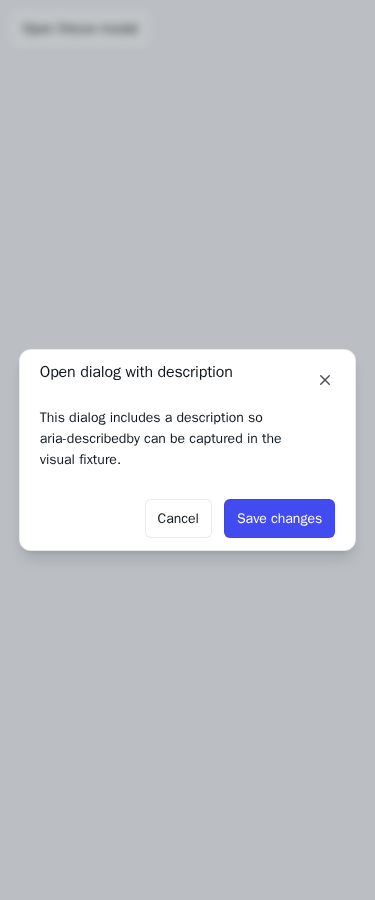 Open fixture modal
Open dialog with description
This dialog includes a description so
aria-describedby can be captured in the
visual fixture.
Cancel
Save changes